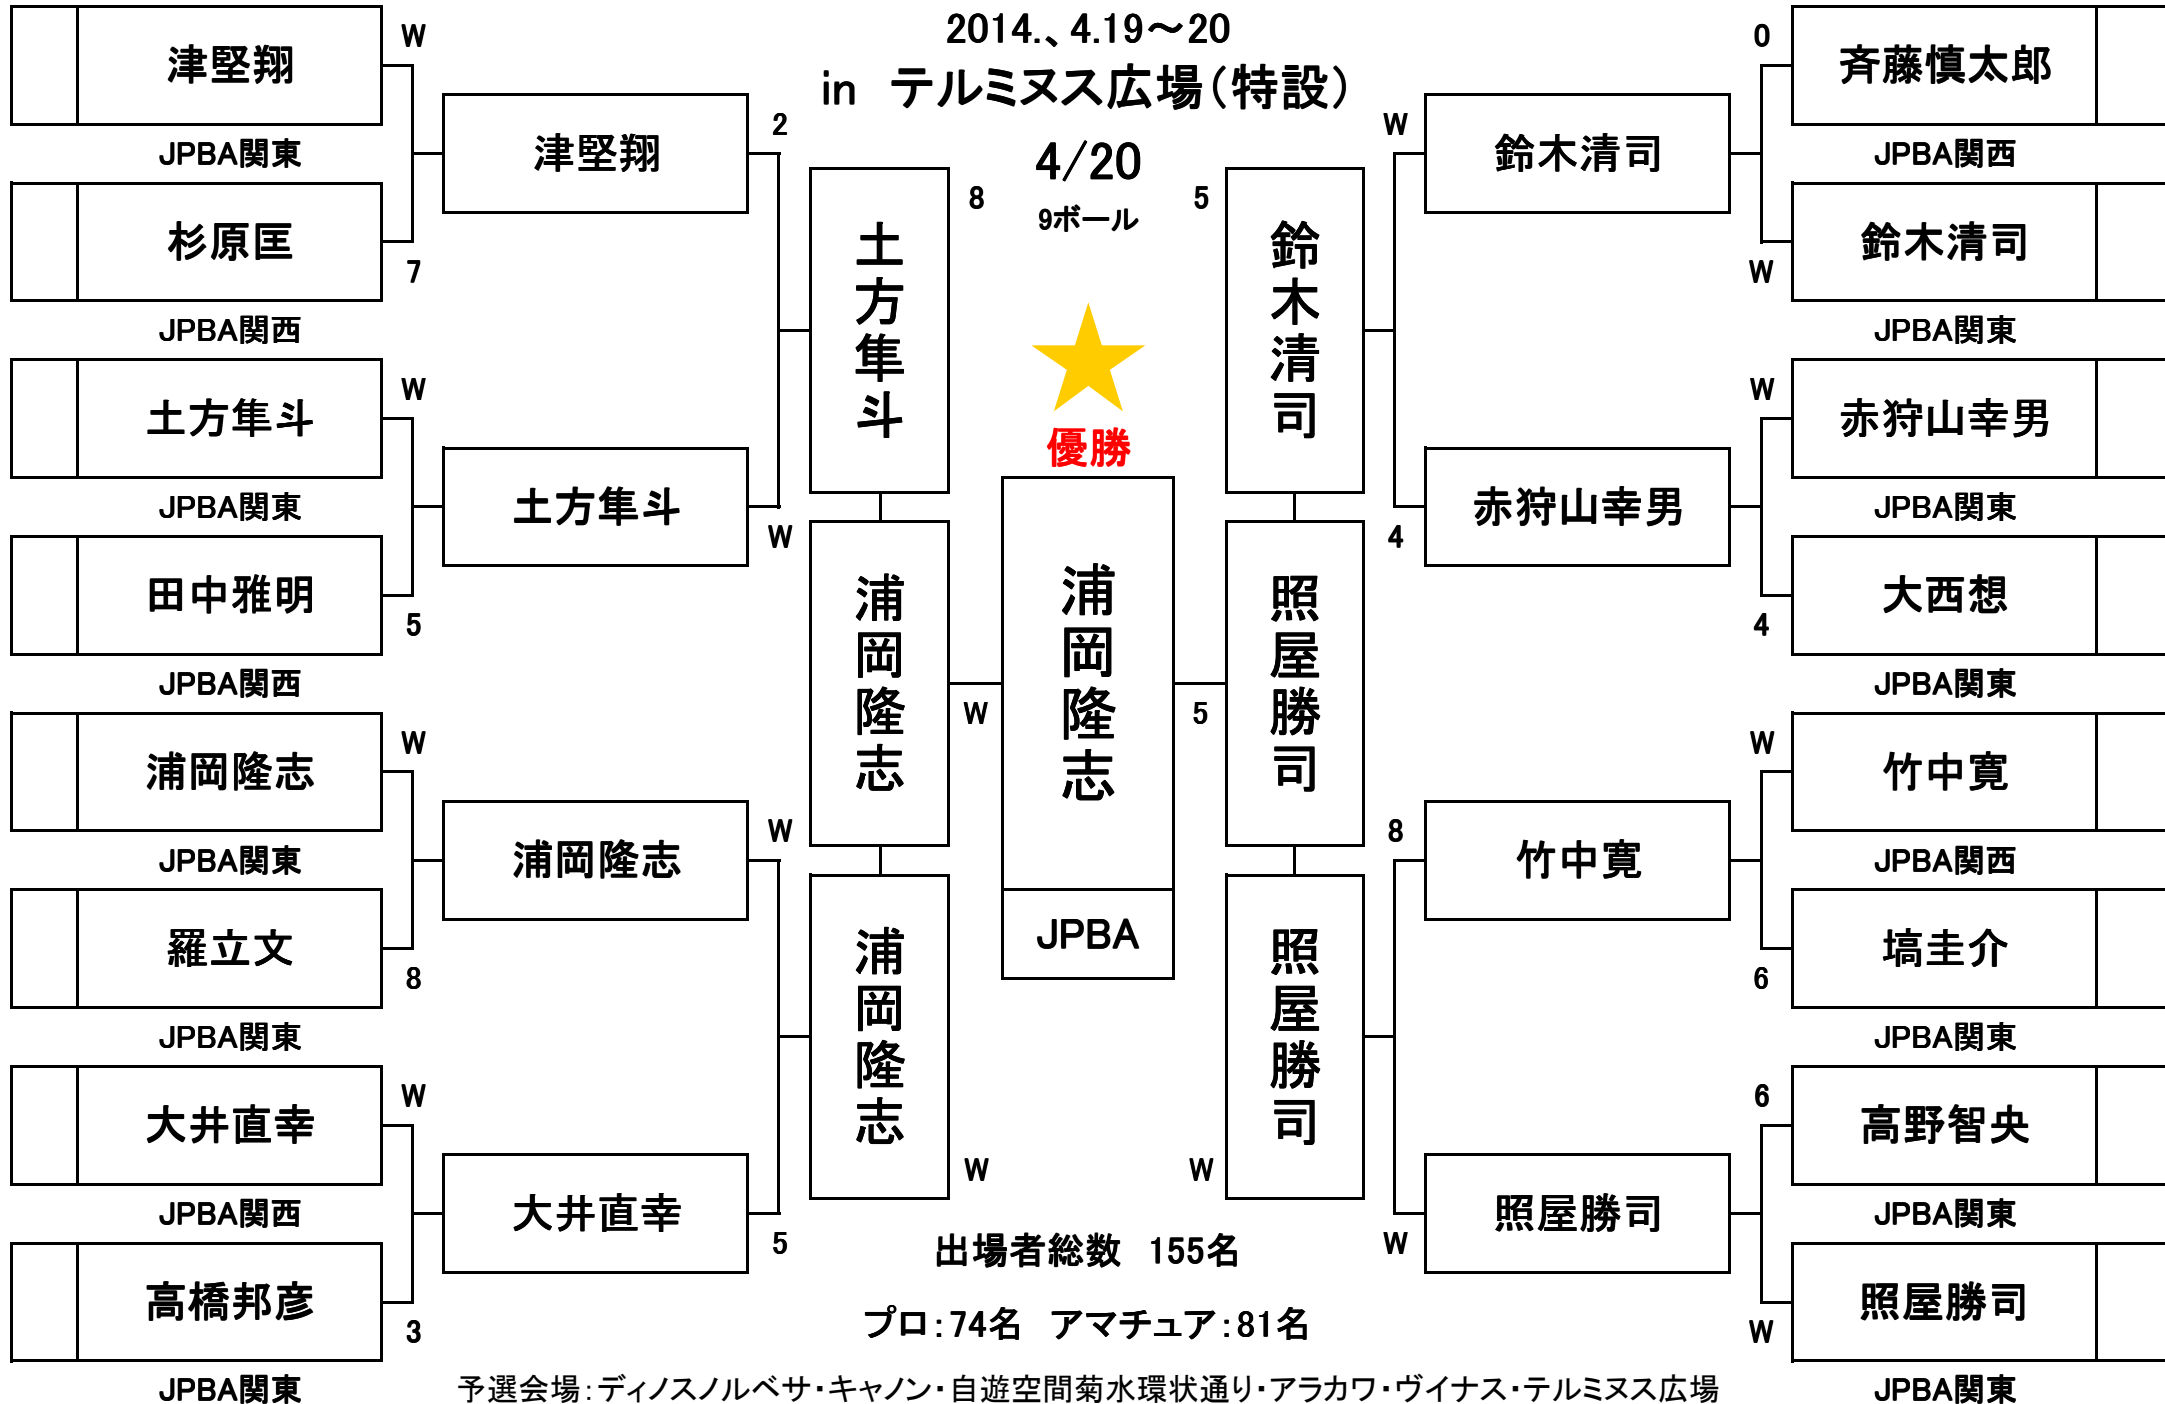 2014.、4.19～20
in　テルミヌス広場（特設）
4/20
9ボール
優勝
浦岡隆志
JPBA
津堅翔
W
JPBA関東
杉原匡
7
JPBA関西
土方隼斗
W
JPBA関東
田中雅明
5
JPBA関西
浦岡隆志
W
JPBA関東
羅立文
8
JPBA関東
大井直幸
W
JPBA関西
高橋邦彦
3
JPBA関東
津堅翔
2
土方隼斗
W
浦岡隆志
W
大井直幸
5
土方隼斗
8
浦岡隆志
W
浦岡隆志
W
鈴木清司
5
照屋勝司
5
照屋勝司
W
鈴木清司
W
赤狩山幸男
4
竹中寛
8
照屋勝司
W
斉藤慎太郎
0
JPBA関西
鈴木清司
W
JPBA関東
赤狩山幸男
W
JPBA関東
大西想
4
JPBA関東
竹中寛
W
JPBA関西
塙圭介
6
JPBA関東
高野智央
6
JPBA関東
照屋勝司
W
JPBA関東
出場者総数　155名
プロ：74名　アマチュア：81名
予選会場：ディノスノルベサ・キャノン・自遊空間菊水環状通り・アラカワ・ヴイナス・テルミヌス広場